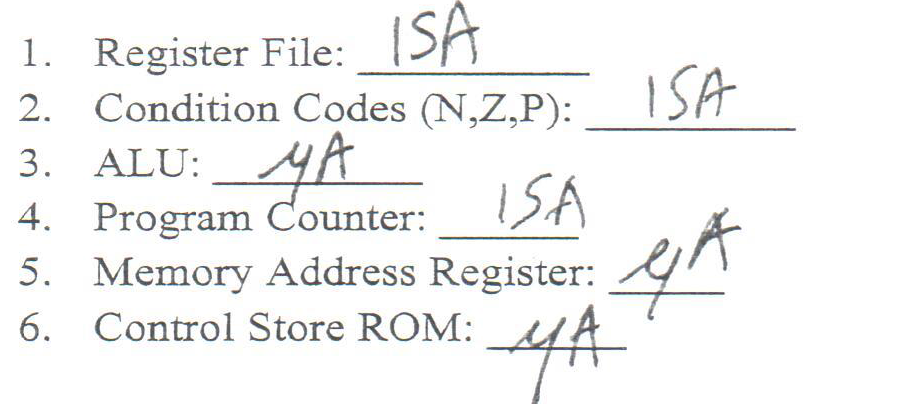 1. Register File: ISA
2. Condition Codes (N,Z,P): ISA
3. ALU: μA
4. Program Counter: ISA
5. Memory Address Register: μA
6. Control Store ROM: μA